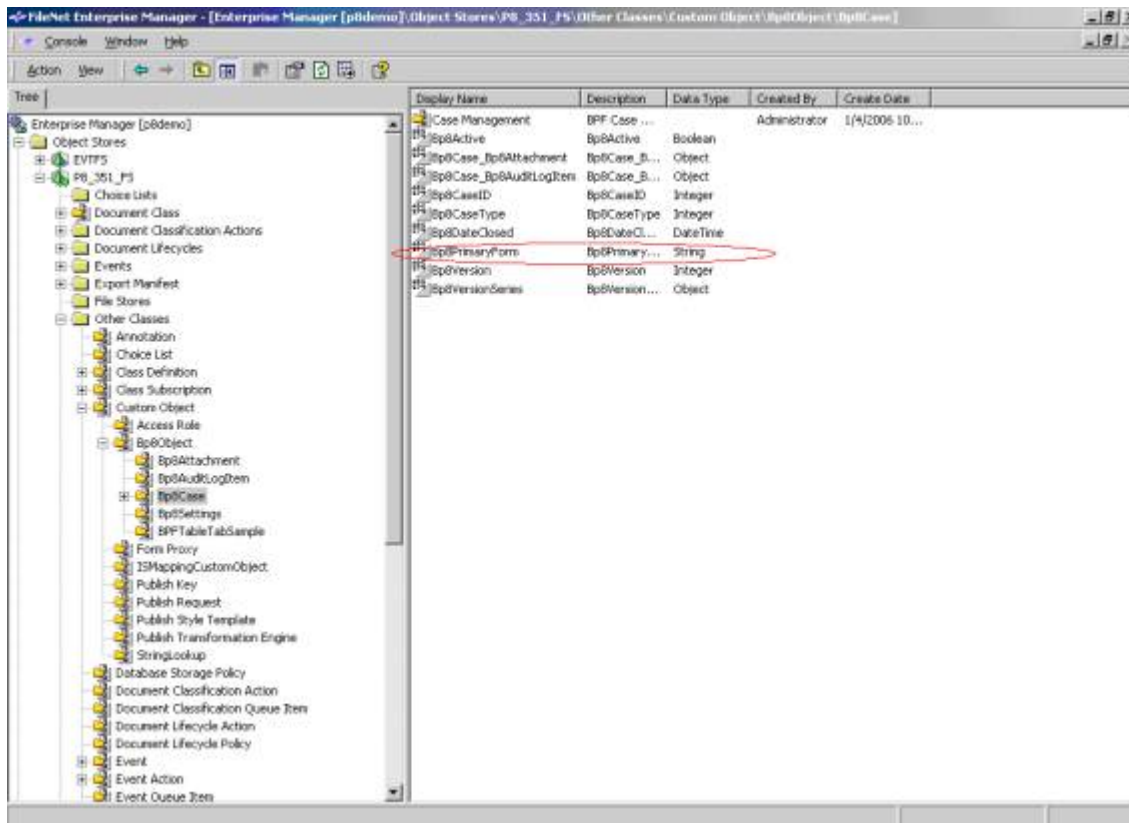 FileNet Enterprise Manager - [Enterprise Manager [p8demo]\Object Stores\P8_351_FS\Other Classes\Custom Object\Bp8Object\Bp8Case]
Console Window Help
Action View
Tree
Enterprise Manager [p8demo]
Object Stores
EVTFS
P8_351_FS
Choice Lists
Document Class
Document Classification Actions
Document Lifecycles
Events
Export Manifest
File Stores
Other Classes
Annotation
Choice List
Class Definition
Class Subscription
Custom Object
Access Role
Bp8Object
Bp8Attachment
Bp8AuditLogItem
Bp8Case
Bp8Settings
BPFTableTabSample
Form Proxy
ISMappingCustomObject
Publish Key
Publish Request
Publish Style Template
Publish Transformation Engine
StringLookup
Database Storage Policy
Document Classification Action
Document Classification Queue Item
Document Lifecycle Action
Document Lifecycle Policy
Event
Event Action
Event Queue Item
Display Name Description Data Type Created By Create Date
Case Management BPF Case ... Administrator 1/4/2006 10...
Bp8Active Bp8Active Boolean
Bp8Case_Bp8Attachment Bp8Case_B... Object
Bp8Case_Bp8AuditLogItem Bp8Case_B... Object
Bp8CaseID Bp8CaseID Integer
Bp8CaseType Bp8CaseType Integer
Bp8DateClosed Bp8DateCl... DateTime
Bp8PrimaryForm Bp8Primary... String
Bp8Version Bp8Version Integer
Bp8VersionSeries Bp8Version... Object